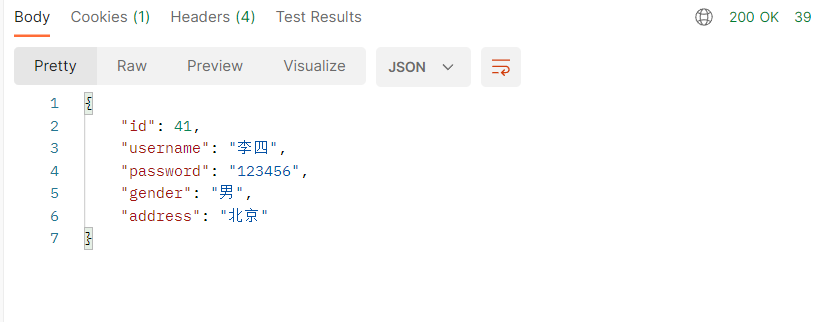 Body Cookies (1) Headers (4) Test Results 200 OK 39
Pretty Raw Preview Visualize JSON
1 {
2 "id": 41,
3 "username": "李四",
4 "password": "123456",
5 "gender": "男",
6 "address": "北京"
7 }